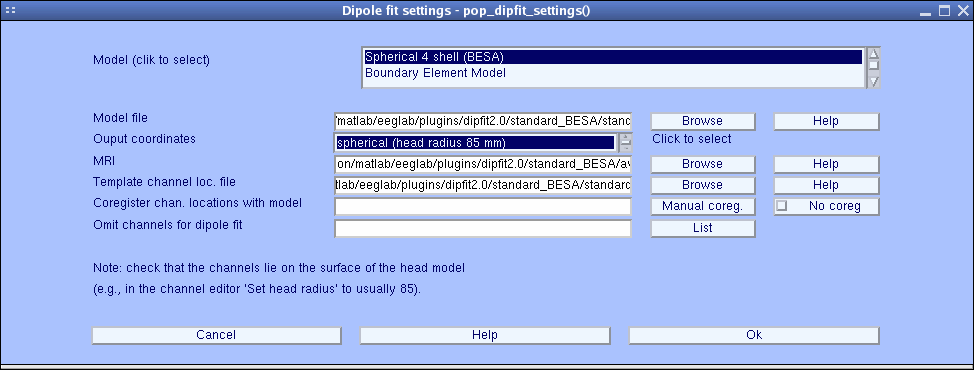 Dipole fit settings - pop_dipfit_settings()
Model (clik to select)
Spherical 4 shell (BESA)
Boundary Element Model
Model file
'matlab/eeglab/plugins/dipfit2.0/standard_BESA/stand
Browse
Help
Ouput coordinates
spherical (head radius 85 mm)
Click to select
MRI
on/matlab/eeglab/plugins/dipfit2.0/standard_BESA/av
Browse
Help
Template channel loc. file
tlab/eeglab/plugins/dipfit2.0/standard_BESA/standard
Browse
Help
Coregister chan. locations with model
Manual coreg.
No coreg
Omit channels for dipole fit
List
Note: check that the channels lie on the surface of the head model
(e.g., in the channel editor 'Set head radius' to usually 85).
Cancel
Help
Ok